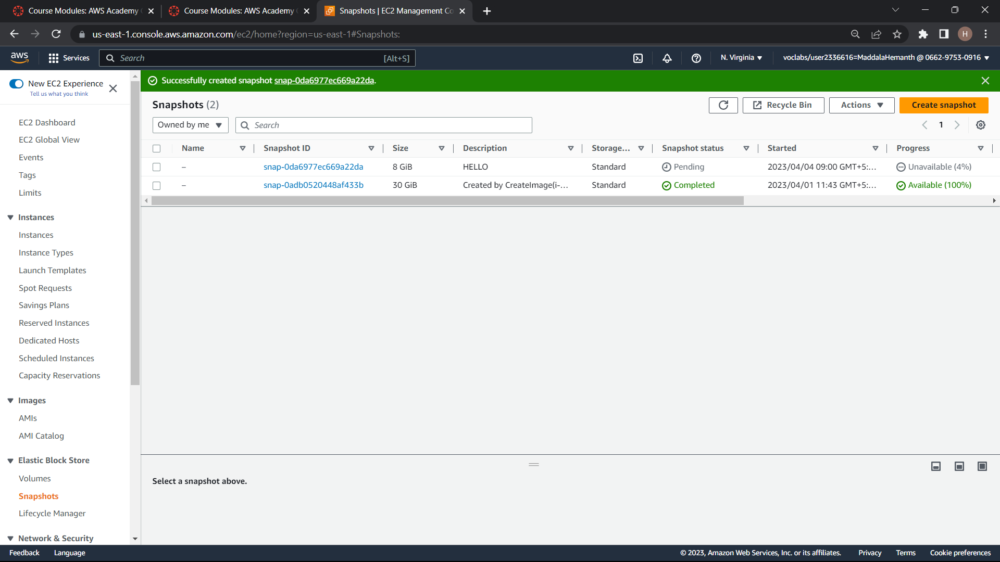 Course Modules: AWS Academy
Course Modules: AWS Academy
Snapshots | EC2 Management Co
us-east-1.console.aws.amazon.com/ec2/home?region=us-east-1#Snapshots:
H
aws
Services
Search
[Alt+S]
N. Virginia
voclabs/user2336616=MaddalaHemanth @ 0662-9753-0916
New EC2 Experience
Tell us what you think
Successfully created snapshot snap-0da6977ec669a22da.
Snapshots (2)
Recycle Bin
Actions
Create snapshot
Owned by me
Search
1
Name
Snapshot ID
Size
Description
Storage...
Snapshot status
Started
Progress
–
snap-0da6977ec669a22da
8 GiB
HELLO
Standard
Pending
2023/04/04 09:00 GMT+5:...
Unavailable (4%)
–
snap-0adb0520448af433b
30 GiB
Created by CreateImage(i-...
Standard
Completed
2023/04/01 11:43 GMT+5:...
Available (100%)
EC2 Dashboard
EC2 Global View
Events
Tags
Limits
Instances
Instances
Instance Types
Launch Templates
Spot Requests
Savings Plans
Reserved Instances
Dedicated Hosts
Scheduled Instances
Capacity Reservations
Images
AMIs
AMI Catalog
Elastic Block Store
Volumes
Snapshots
Lifecycle Manager
Network & Security
Select a snapshot above.
Feedback
Language
© 2023, Amazon Web Services, Inc. or its affiliates.
Privacy
Terms
Cookie preferences